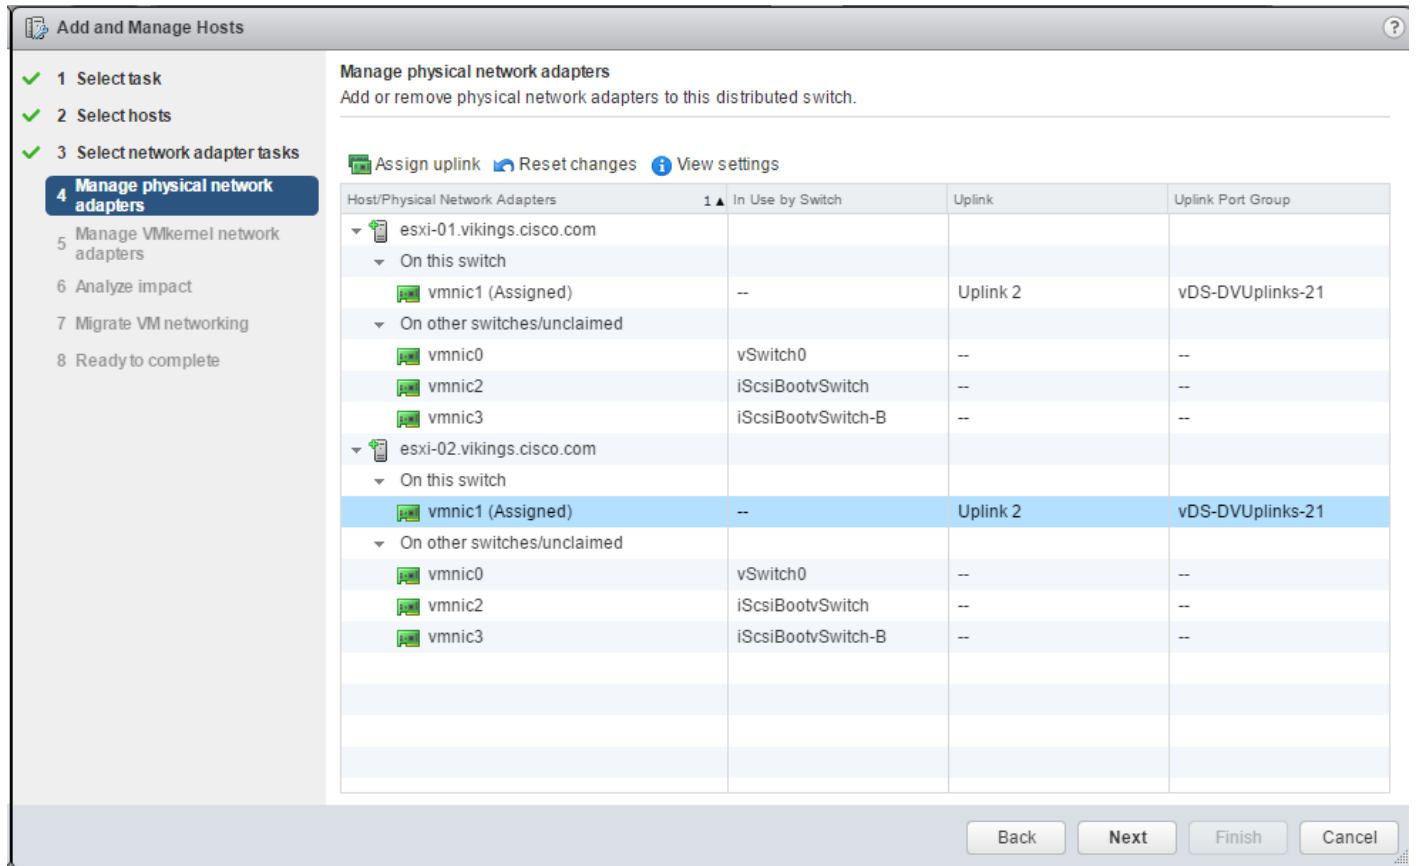 Add and Manage Hosts
?
1 Select task
2 Select hosts
3 Select network adapter tasks
4 Manage physical network
adapters
5 Manage VMkernel network
adapters
6 Analyze impact
7 Migrate VM networking
8 Ready to complete
Manage physical network adapters
Add or remove physical network adapters to this distributed switch.
Assign uplink Reset changes View settings
Host/Physical Network Adapters 1 ▲ In Use by Switch Uplink Uplink Port Group
esxi-01.vikings.cisco.com
On this switch
vmnic1 (Assigned) -- Uplink 2 vDS-DVUplinks-21
On other switches/unclaimed
vmnic0 vSwitch0 -- --
vmnic2 iScsiBootvSwitch -- --
vmnic3 iScsiBootvSwitch-B -- --
esxi-02.vikings.cisco.com
On this switch
vmnic1 (Assigned) -- Uplink 2 vDS-DVUplinks-21
On other switches/unclaimed
vmnic0 vSwitch0 -- --
vmnic2 iScsiBootvSwitch -- --
vmnic3 iScsiBootvSwitch-B -- --
Back Next Finish Cancel